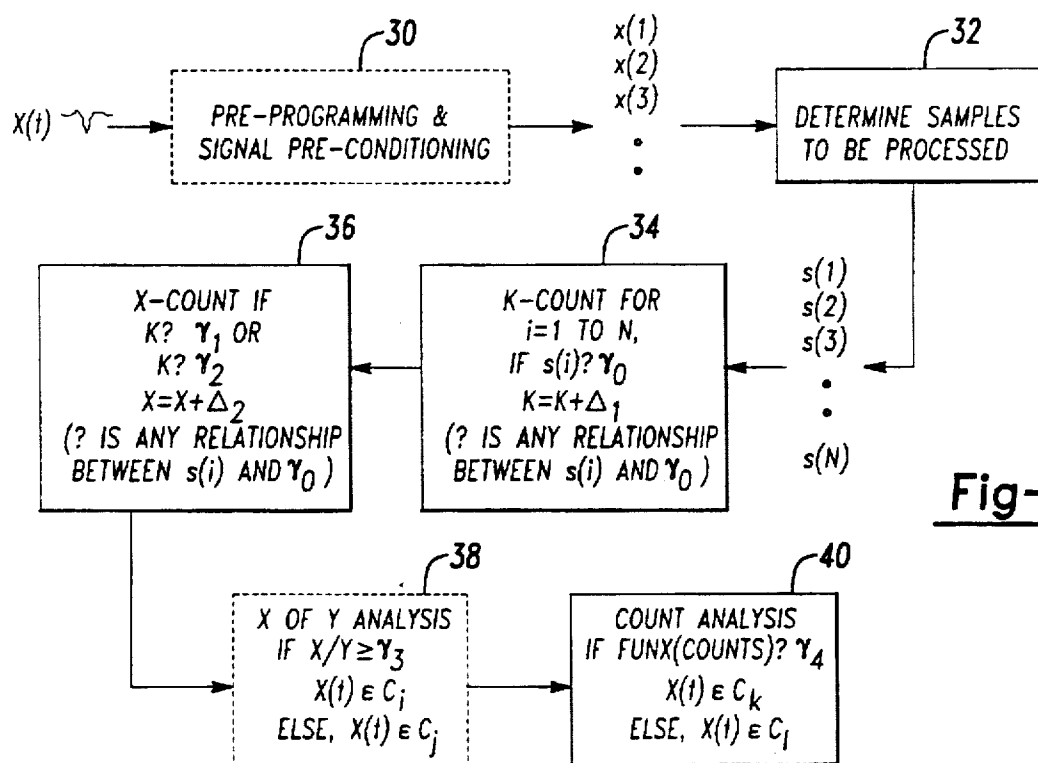 30
X(t)
PRE-PROGRAMMING &
SIGNAL PRE-CONDITIONING
x(1)
x(2)
x(3)
32
DETERMINE SAMPLES
TO BE PROCESSED
36
X-COUNT IF
K? γ1 OR
K? γ2
X=X+Δ2
(? IS ANY RELATIONSHIP
BETWEEN s(i) AND γ0 )
34
K-COUNT FOR
i=1 TO N,
IF s(i)? γ0
K=K+Δ1
(? IS ANY RELATIONSHIP
BETWEEN s(i) AND γ0 )
s(1)
s(2)
s(3)
s(N)
Fig-
38
X OF Y ANALYSIS
IF X/Y ≥ γ3
X(t) ε Ci
ELSE, X(t) ε Cj
40
COUNT ANALYSIS
IF FUNX(COUNTS)? γ4
X(t) ε Ck
ELSE, X(t) ε Cl